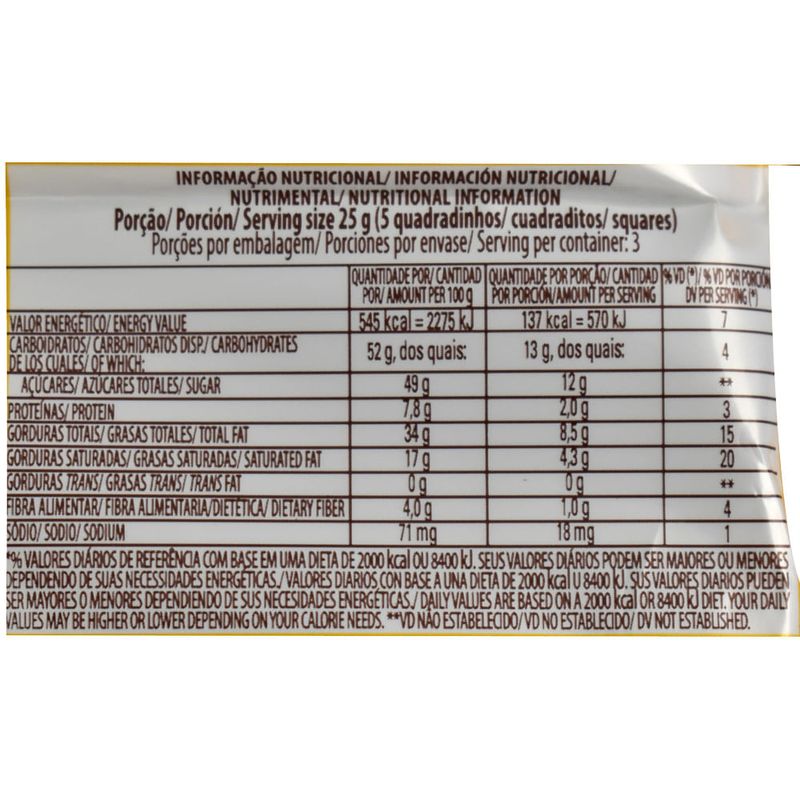 INFORMAÇÃO NUTRICIONAL/ INFORMACIÓN NUTRICIONAL/
NUTRIMENTAL/ NUTRITIONAL INFORMATION
Porção/ Porción/ Serving size 25 g (5 quadradinhos/ cuadraditos/ squares)
Porções por embalagem/ Porciones por envase/ Serving per container: 3
QUANTIDADE POR/ CANTIDAD POR/ AMOUNT PER 100 g QUANTIDADE POR PORÇÃO/ CANTIDAD POR PORCIÓN/AMOUNT PER SERVING % VD (*)/ % VD POR PORCIÓN DV PER SERVING (*)
VALOR ENERGÉTICO/ ENERGY VALUE 545 kcal = 2275 kJ 137 kcal = 570 kJ 7
CARBOIDRATOS/ CARBOHIDRATOS DISP./ CARBOHYDRATES DE LOS CUALES/ OF WHICH: 52 g, dos quais: 13 g, dos quais: 4
AÇÚCARES/ AZÚCARES TOTALES/ SUGAR 49 g 12 g **
PROTEÍNAS/ PROTEIN 7,8 g 2,0 g 3
GORDURAS TOTAIS/ GRASAS TOTALES/ TOTAL FAT 34 g 8,5 g 15
GORDURAS SATURADAS/ GRASAS SATURADAS/ SATURATED FAT 17 g 4,3 g 20
GORDURAS TRANS/ GRASAS TRANS/ TRANS FAT 0 g 0 g **
FIBRA ALIMENTAR/ FIBRA ALIMENTARIA/DIETÉTICA/ DIETARY FIBER 4,0 g 1,0 g 4
SÓDIO/ SODIO/ SODIUM 71 mg 18 mg 1
*% VALORES DIÁRIOS DE REFERÊNCIA COM BASE EM UMA DIETA DE 2000 kcal OU 8400 kJ. SEUS VALORES DIÁRIOS PODEM SER MAIORES OU MENORES
DEPENDENDO DE SUAS NECESSIDADES ENERGÉTICAS./ VALORES DIARIOS CON BASE A UNA DIETA DE 2000 kcal U 8400 kJ. SUS VALORES DIARIOS PUEDEN
SER MAYORES O MENORES DEPENDIENDO DE SUS NECESIDADES ENERGÉTICAS./ DAILY VALUES ARE BASED ON A 2000 kcal OR 8400 kJ DIET. YOUR DAILY
VALUES MAY BE HIGHER OR LOWER DEPENDING ON YOUR CALORIE NEEDS. **VD NÃO ESTABELECIDO/ VD NO ESTABLECIDO/ DV NOT ESTABLISHED.